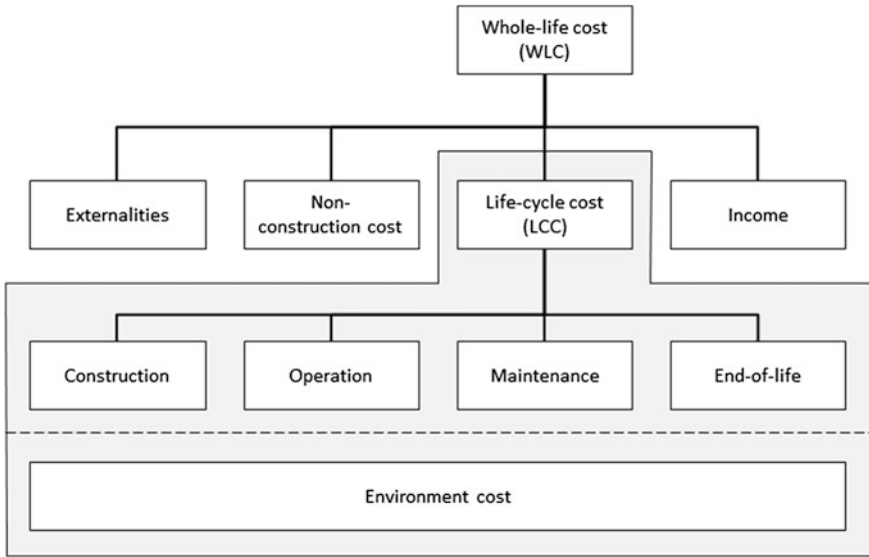 Whole-life cost
(WLC)
Externalities
Non-
construction cost
Life-cycle cost
(LCC)
Income
Construction
Operation
Maintenance
End-of-life
Environment cost